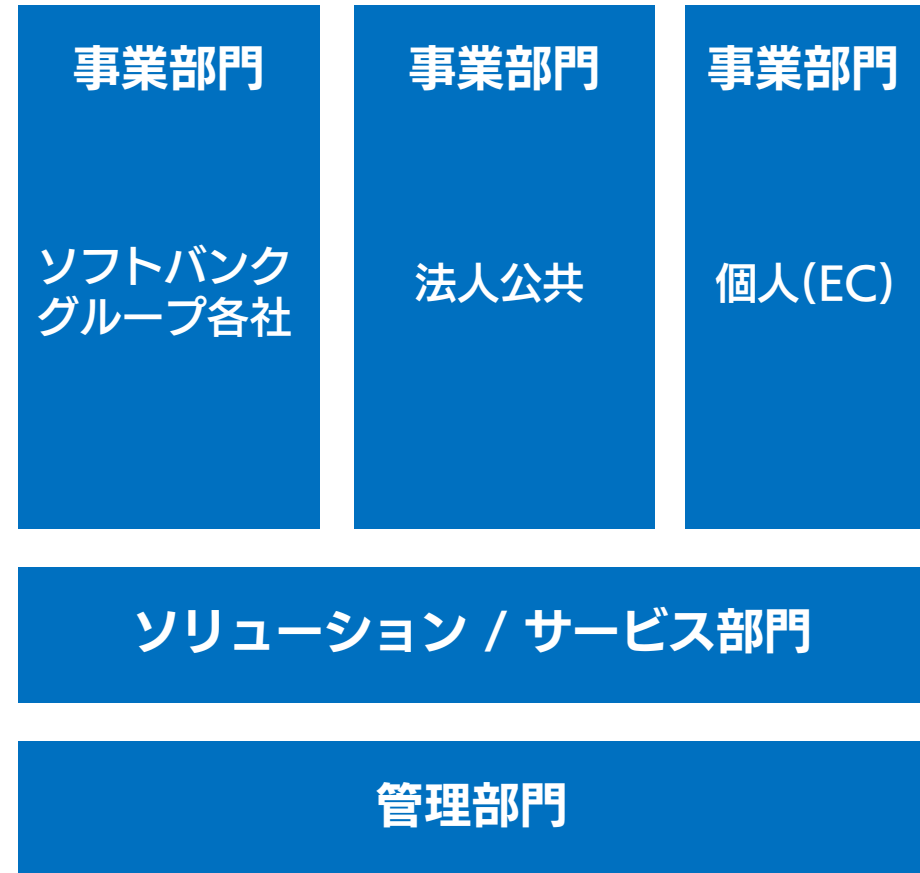 事業部門
ソフトバンク
グループ各社
事業部門
法人公共
事業部門
個人(EC)
ソリューション / サービス部門
管理部門